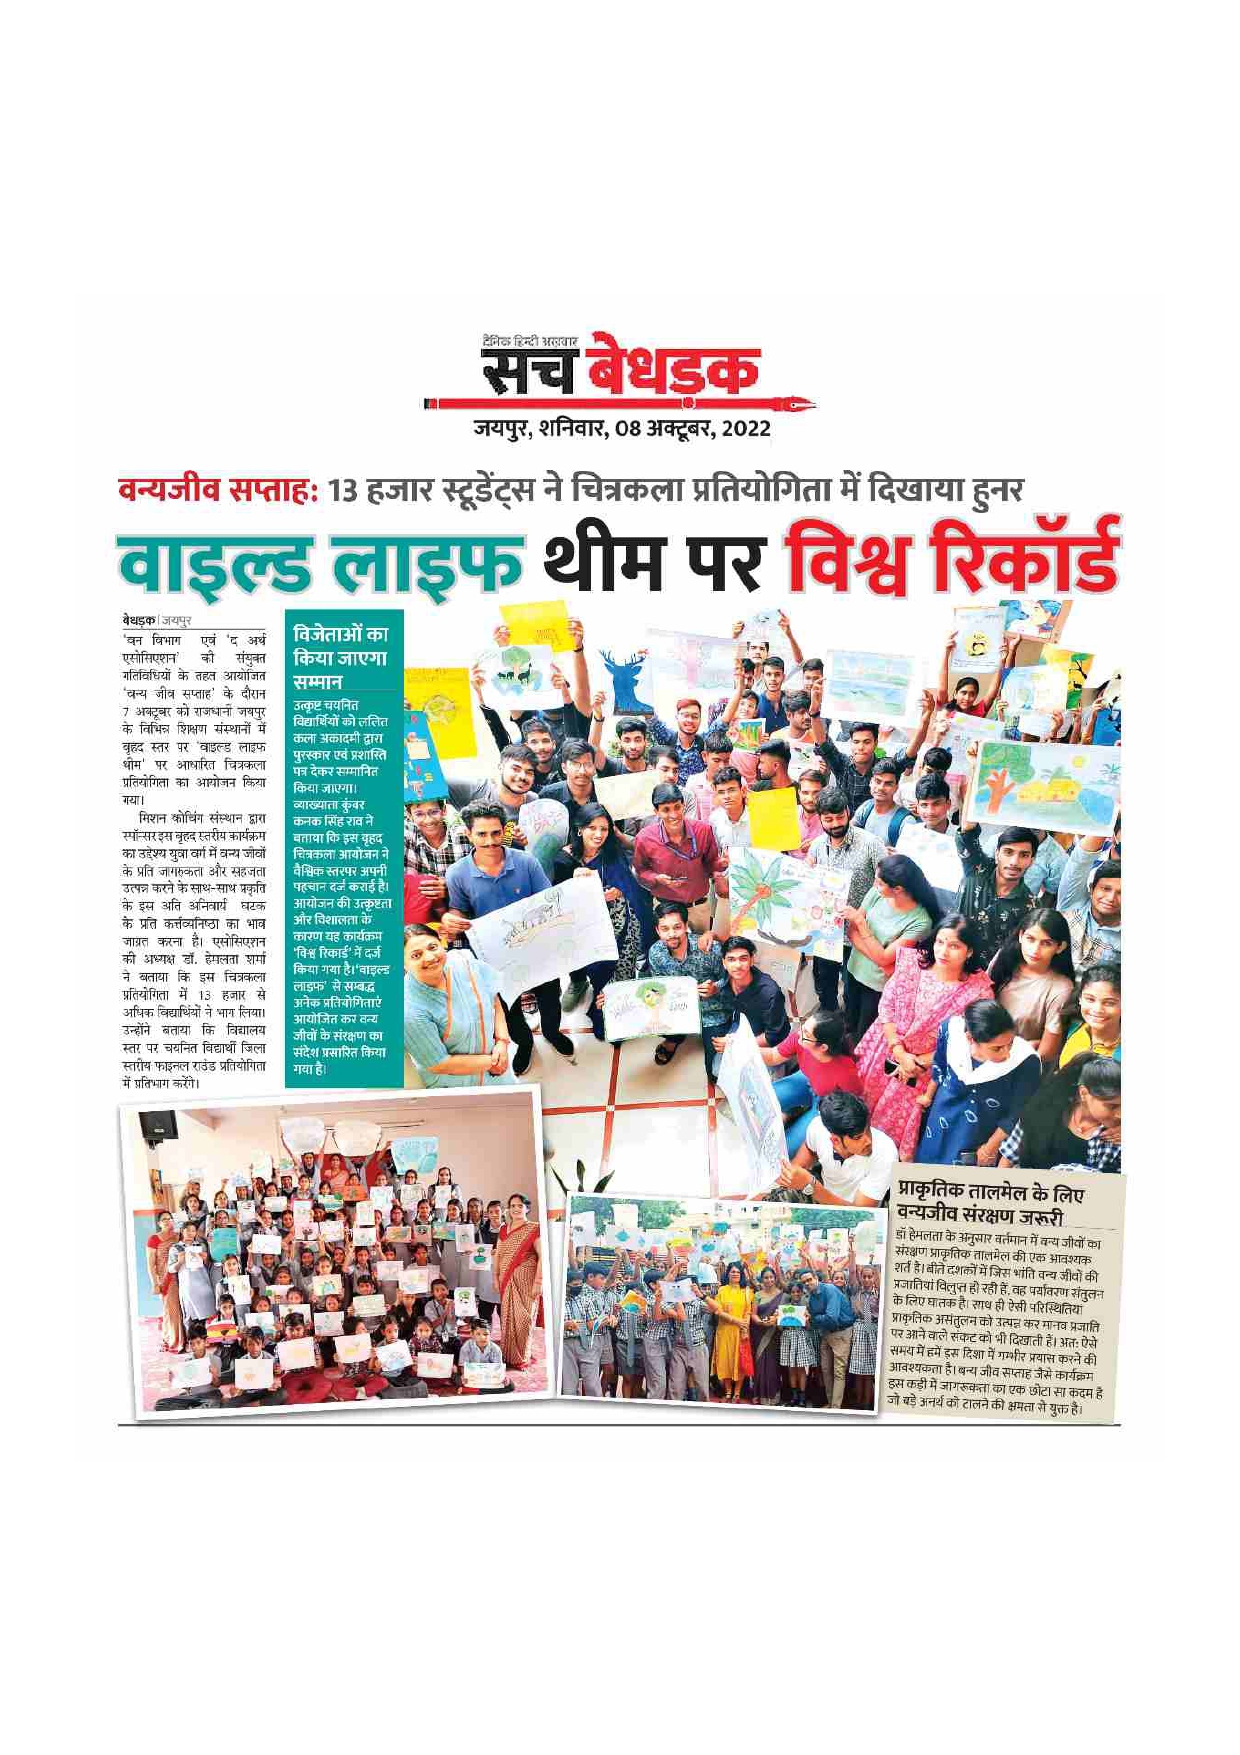 दैनिक हिन्दी अखबार
सच बेधड़क
जयपुर, शनिवार, 08 अक्टूबर, 2022
वन्यजीव सप्ताह: 13 हजार स्टूडेंट्स ने चित्रकला प्रतियोगिता में दिखाया हुनर
वाइल्ड लाइफ थीम पर विश्व रिकॉर्ड
बेधड़क | जयपुर
'वन विभाग एवं 'द अर्थ
एसोसिएशन' की संयुक्त
गतिविधियों के तहत आयोजित
'वन्य जीव सप्ताह' के दौरान
7 अक्टूबर को राजधानी जयपुर
के विभिन्न शिक्षण संस्थानों में
वृहद स्तर पर 'वाइल्ड लाइफ
थीम' पर आधारित चित्रकला
प्रतियोगिता का आयोजन किया
गया।
मिशन कोचिंग संस्थान द्वारा
स्पॉन्सर इस वृहद स्तरीय कार्यक्रम
का उद्देश्य युवा वर्ग में वन्य जीवों
के प्रति जागरुकता और सहजता
उत्पन्न करने के साथ-साथ प्रकृति
के इस अति अनिवार्य घटक
के प्रति कर्त्तव्यनिष्ठा का भाव
जाग्रत करना है। एसोसिएशन
की अध्यक्ष डॉ. हेमलता शर्मा
ने बताया कि इस चित्रकला
प्रतियोगिता में 13 हजार से
अधिक विद्यार्थियों ने भाग लिया।
उन्होंने बताया कि विद्यालय
स्तर पर चयनित विद्यार्थी जिला
स्तरीय फाइनल राउंड प्रतियोगिता
में प्रतिभाग करेंगे।
विजेताओं का
किया जाएगा
सम्मान
उत्कृष्ट चयनित
विद्यार्थियों को ललित
कला अकादमी द्वारा
पुरस्कार एवं प्रशास्ति
पत्र देकर सम्मानित
किया जाएगा।
व्याख्याता कुंवर
कनक सिंह राव ने
बताया कि इस वृहद
चित्रकला आयोजन ने
वैश्विक स्तरपर अपनी
पहचान दर्ज कराई है।
आयोजन की उत्कृष्टता
और विशालता के
कारण यह कार्यक्रम
'विश्व रिकार्ड' में दर्ज
किया गया है। 'वाइल्ड
लाइफ' से सम्बद्ध
अनेक प्रतियोगिताएं
आयोजित कर वन्य
जीवों के संरक्षण का
संदेश प्रसारित किया
गया है।
प्राकृतिक तालमेल के लिए
वन्यजीव संरक्षण जरूरी
डॉ हेमलता के अनुसार वर्तमान में वन्य जीवों का
संरक्षण प्राकृतिक तालमेल की एक आवश्यक
शर्त है। बीते दशकों में जिस भांति वन्य जीवों की
प्रजातियां विलुप्त हो रही हैं, वह पर्यावरण संतुलन
के लिए घातक है। साथ ही ऐसी परिस्थितियां
प्राकृतिक असंतुलन को उत्पन्न कर मानव प्रजाति
पर आने वाले संकट को भी दिखाती हैं। अतः ऐसे
समय में हमें इस दिशा में गम्भीर प्रयास करने की
आवश्यकता है। वन्य जीव सप्ताह जैसे कार्यक्रम
इस कड़ी में जागरूकता का एक छोटा सा कदम है
जो बड़े अनर्थ को टालने की क्षमता से युक्त है।